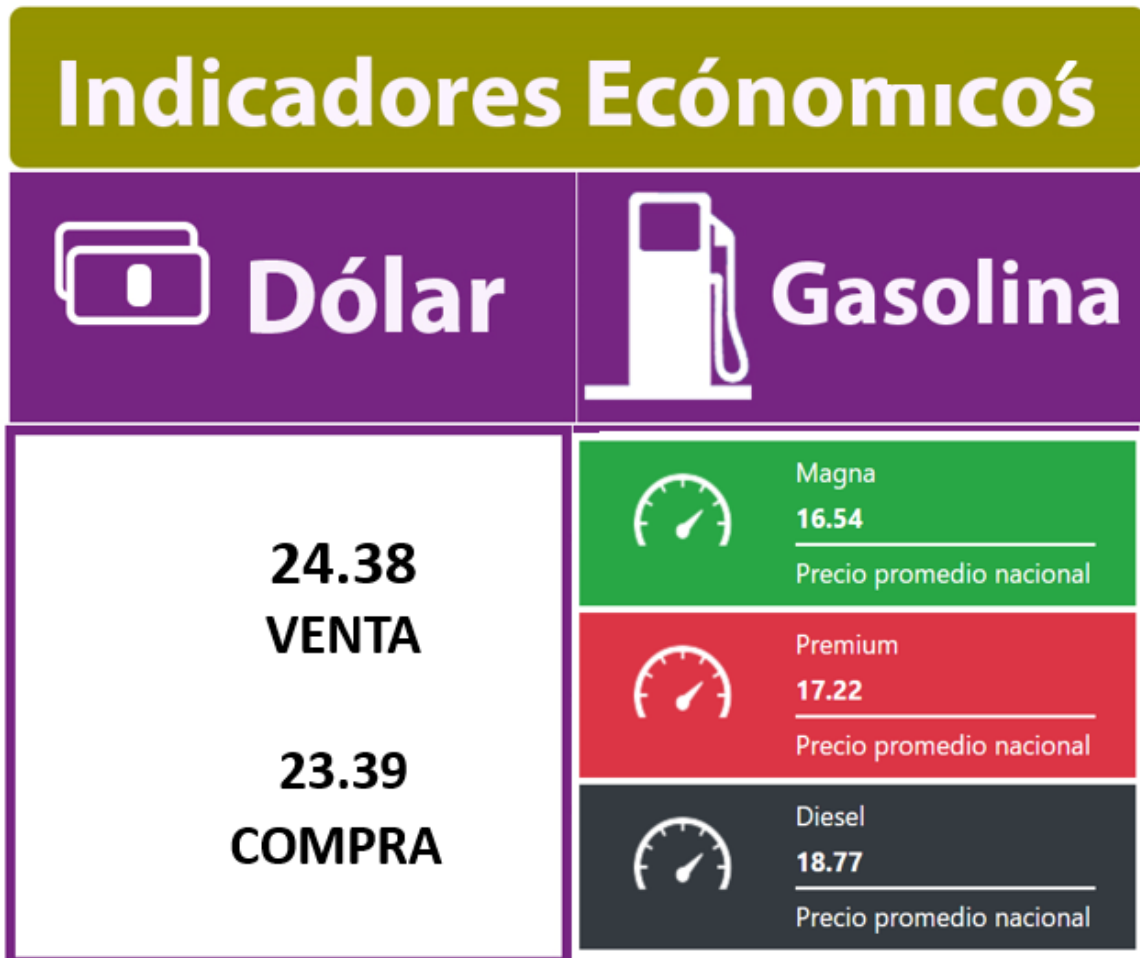 Indicadores Ecónomıcoś
Dólar
Gasolina
24.38
VENTA
23.39
COMPRA
Magna
16.54
Precio promedio nacional
Premium
17.22
Precio promedio nacional
Diesel
18.77
Precio promedio nacional